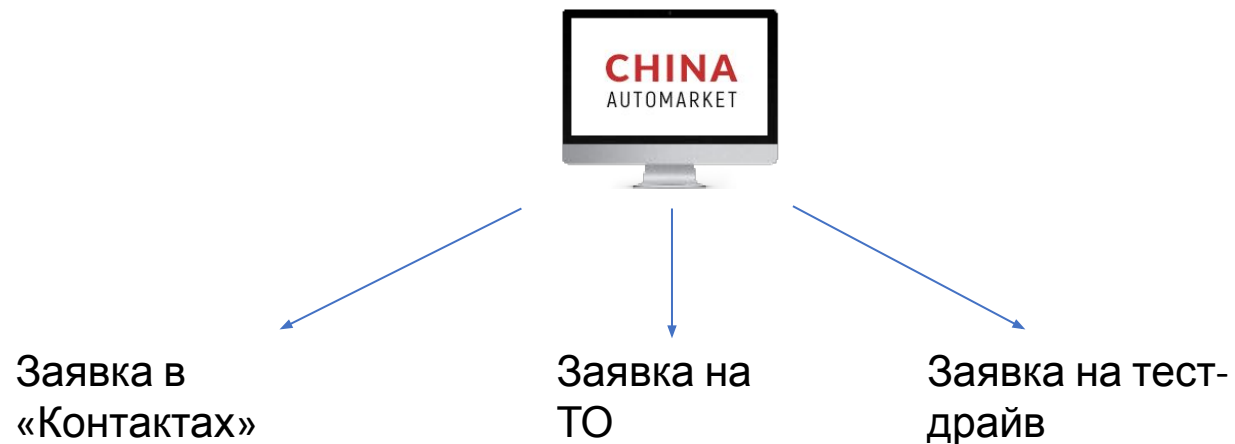 CHINA
AUTOMARKET
Заявка в
«Контактах»
Заявка на
ТО
Заявка на тест-
драйв